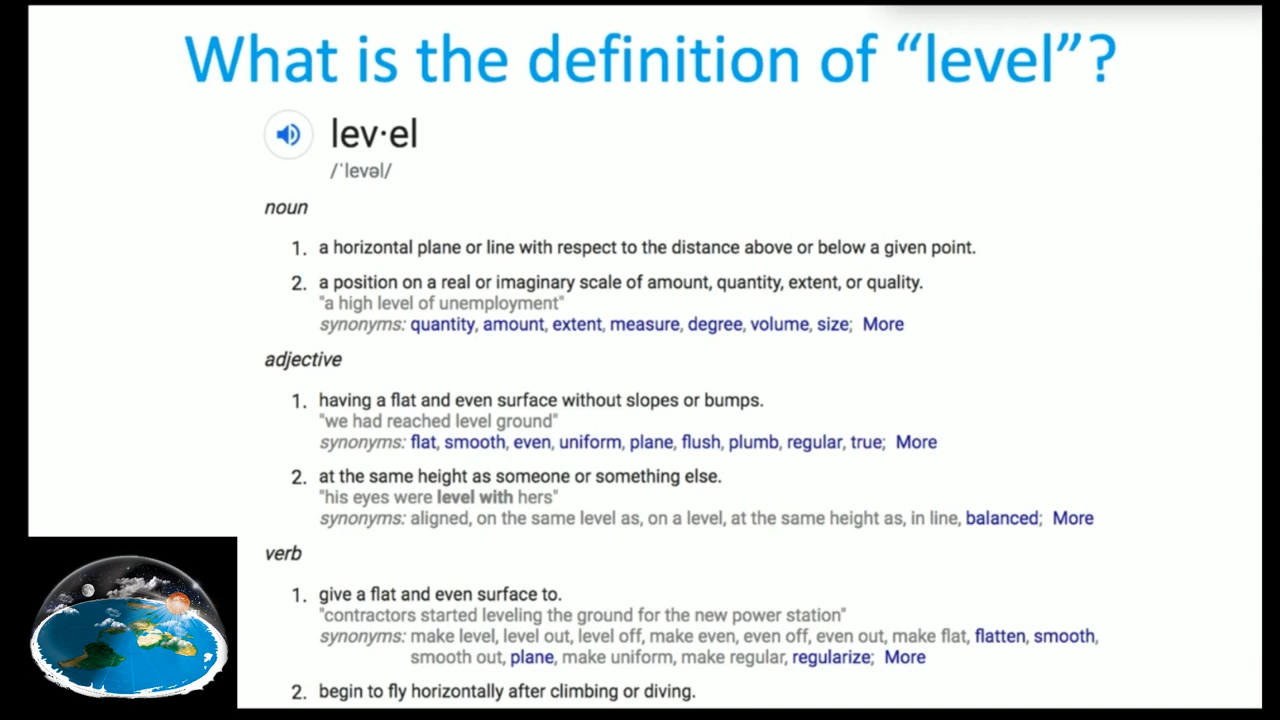 What is the definition of “level”?
lev·el
/ˈlevəl/
noun
1. a horizontal plane or line with respect to the distance above or below a given point.
2. a position on a real or imaginary scale of amount, quantity, extent, or quality.
"a high level of unemployment"
synonyms: quantity, amount, extent, measure, degree, volume, size; More
adjective
1. having a flat and even surface without slopes or bumps.
"we had reached level ground"
synonyms: flat, smooth, even, uniform, plane, flush, plumb, regular, true; More
2. at the same height as someone or something else.
"his eyes were level with hers"
synonyms: aligned, on the same level as, on a level, at the same height as, in line, balanced; More
verb
1. give a flat and even surface to.
"contractors started leveling the ground for the new power station"
synonyms: make level, level out, level off, make even, even off, even out, make flat, flatten, smooth,
smooth out, plane, make uniform, make regular, regularize; More
2. begin to fly horizontally after climbing or diving.